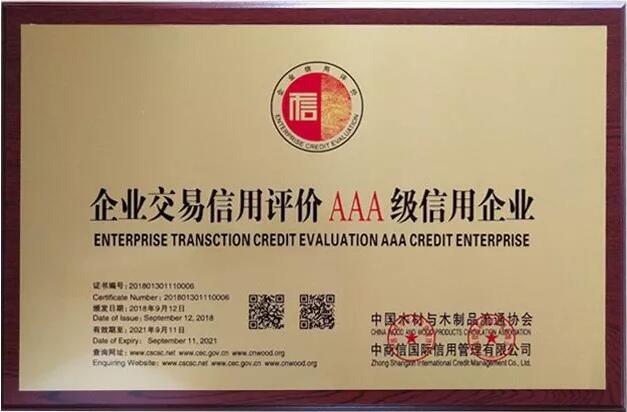 企业信用评价
信
ENTERPRISE CREDIT EVALUATION
企业交易信用评价 AAA 级信用企业
ENTERPRISE TRANSCTION CREDIT EVALUATION AAA CREDIT ENTERPRISE
证书编号: 201801301110006
Certificate Number: 201801301110006
颁发日期: 2018年9月12日
Date of Issue: September 12, 2018
有效期至: 2021年9月11日
Date of Expiry: September 11, 2021
查询网址: www.cscsc.net www.cec.gov.cn www.cnwood.org
Enquiring Website: www.cscsc.net www.cec.gov.cn www.cnwood.org
中国木材与木制品流通协会
CHINA WOOD AND WOOD PRODUCTS CIRCULATION ASSOCIATION
中商信国际信用管理有限公司
Zhong Shangxin International Credit Management Co., Ltd